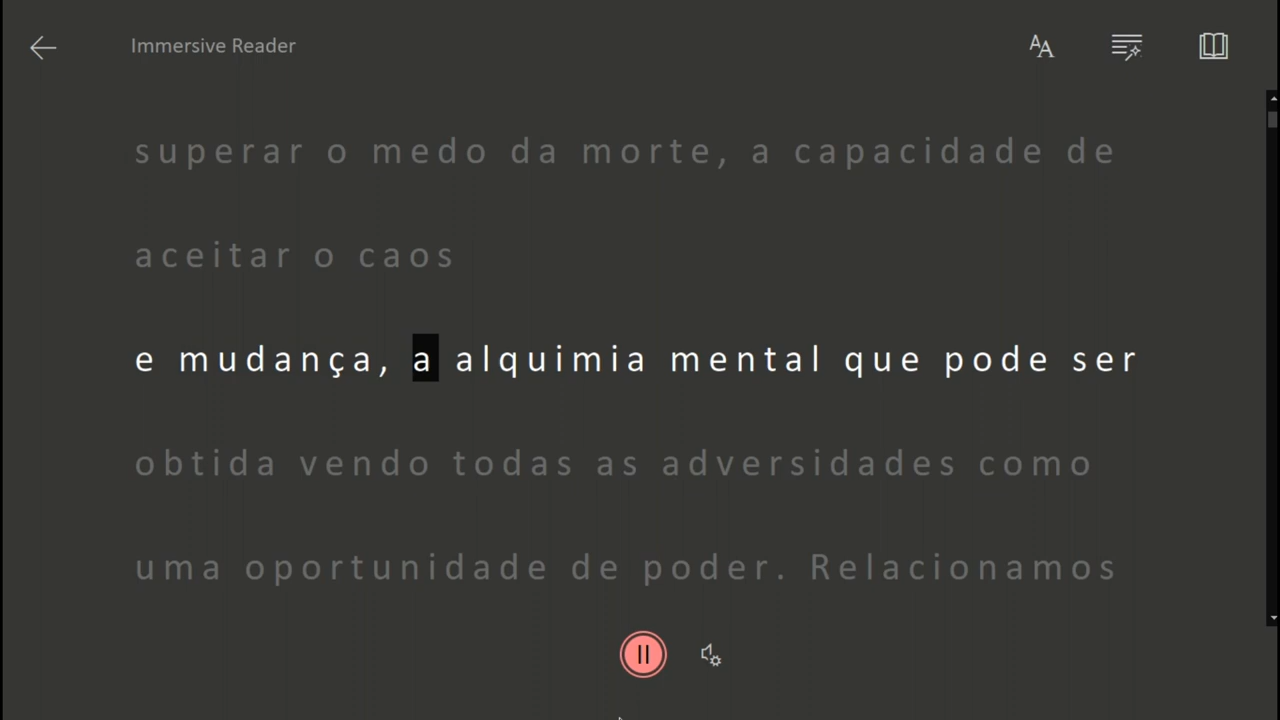 Immersive Reader
superar o medo da morte, a capacidade de
aceitar o caos
e mudança, a alquimia mental que pode ser
obtida vendo todas as adversidades como
uma oportunidade de poder. Relacionamos